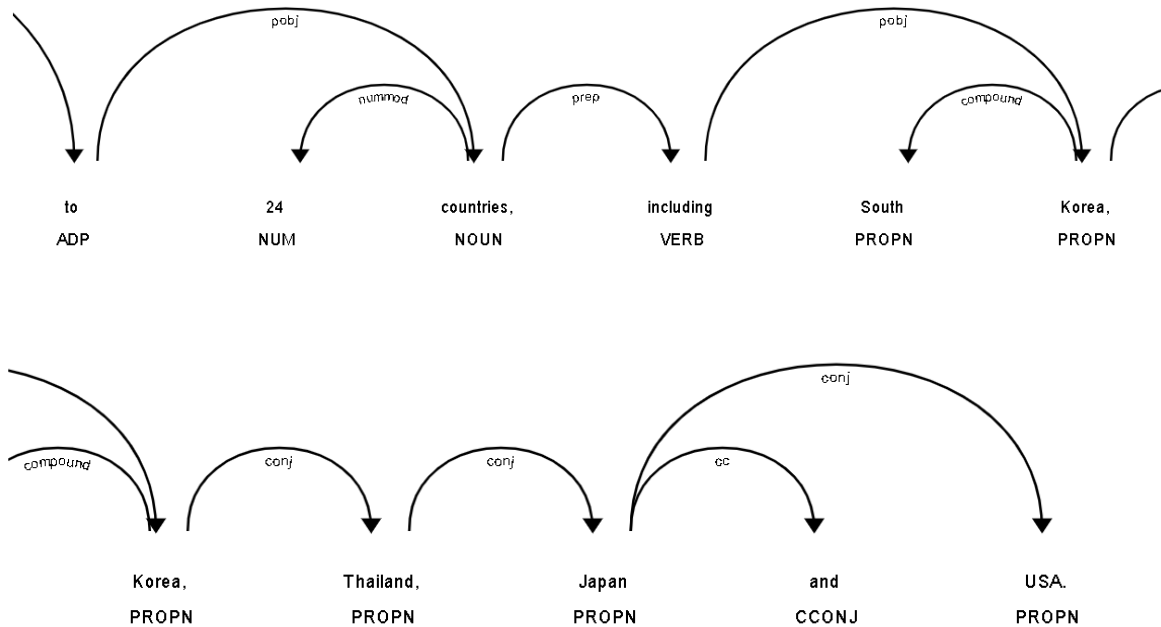 pobj pobj
nummod prep compound
to 24 countries, including South Korea,
ADP NUM NOUN VERB PROPN PROPN
conj
compound conj conj cc
Korea, Thailand, Japan and USA.
PROPN PROPN PROPN CCONJ PROPN